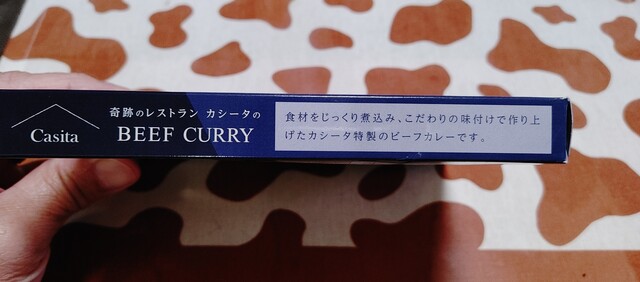 Casita
奇跡のレストラン カシータの
BEEF CURRY
食材をじっくり煮込み、こだわりの味付けで作り上
げたカシータ特製のビーフカレーです。